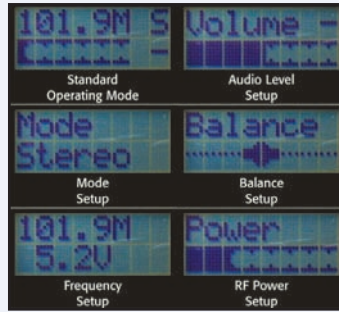 101.9M S
Volume -
Standard
Operating Mode
Audio Level
Setup
Mode
Stereo
Balance
Mode
Setup
Balance
Setup
101.9M
5.2V
Power
Frequency
Setup
RF Power
Setup